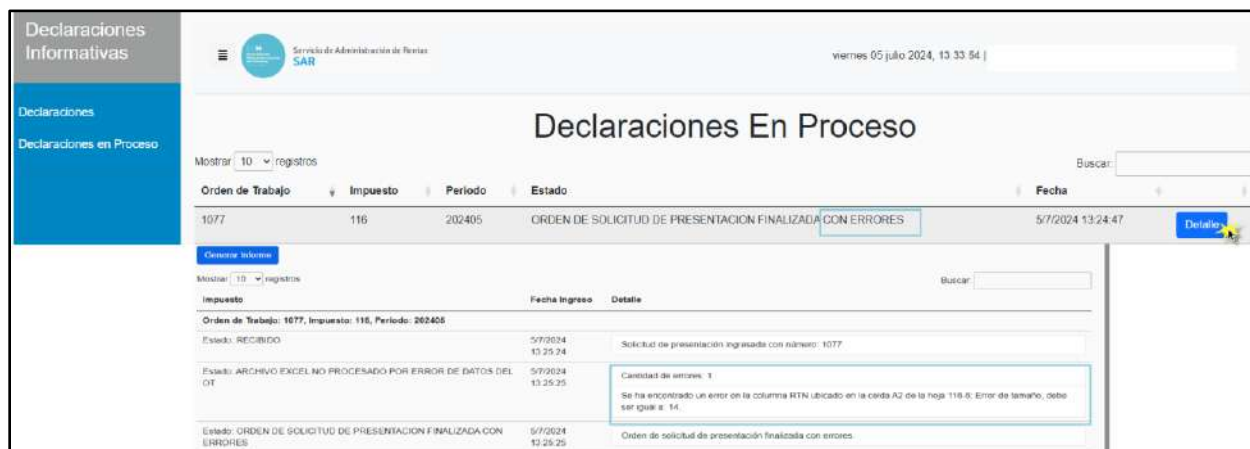 Declaraciones
Informativas
Servicio de Administración de Rentas
SAR
viernes 05 julio 2024, 13:33:54 |
Declaraciones
Declaraciones en Proceso
Declaraciones En Proceso
Mostrar 10 registros
Buscar:
Orden de Trabajo Impuesto Periodo Estado Fecha
1077 116 202405 ORDEN DE SOLICITUD DE PRESENTACION FINALIZADA CON ERRORES 5/7/2024 13:24:47 Detalle
Generar Informe
Mostrar 10 registros
Buscar:
Impuesto Fecha Ingreso Detalle
Orden de Trabajo: 1077, Impuesto: 116, Periodo: 202405
Estado: RECIBIDO 5/7/2024 Solicitud de presentación ingresada con número: 1077
13:25:24
Estado: ARCHIVO EXCEL NO PROCESADO POR ERROR DE DATOS DEL 5/7/2024 Cantidad de errores: 1
OT 13:25:25
Se ha encontrado un error en la columna RTN ubicado en la celda A2 de la hoja 116-8: Error de tamaño, debe
ser igual a: 14.
Estado: ORDEN DE SOLICITUD DE PRESENTACION FINALIZADA CON 5/7/2024 Orden de solicitud de presentación finalizada con errores.
ERRORES 13:25:25